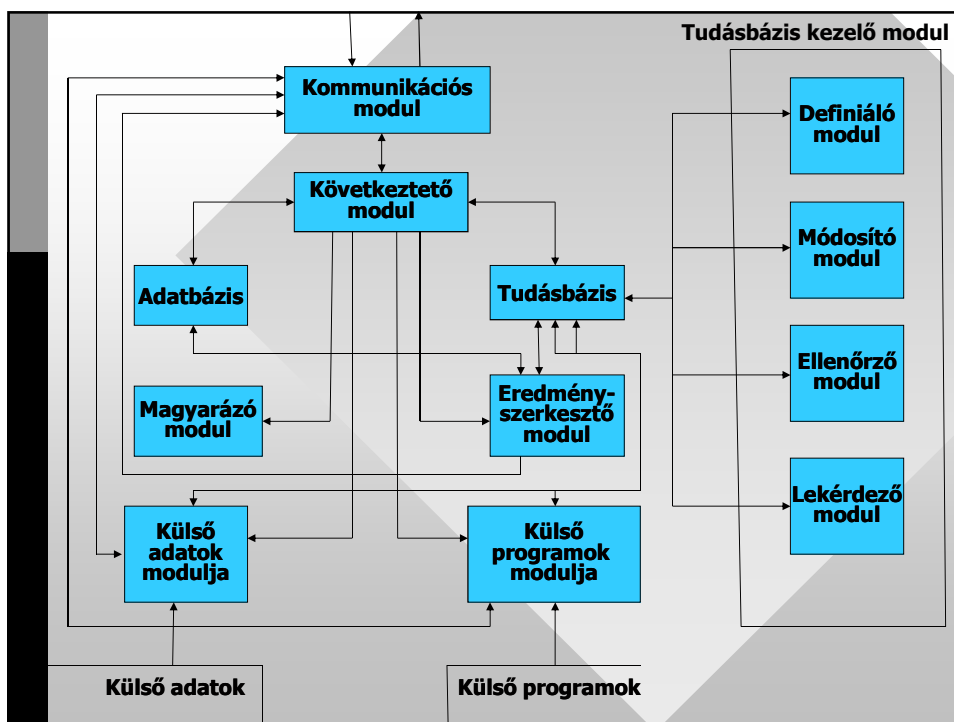 Tudásbázis kezelő modul
Kommunikációs
modul
Definiáló
modul
Következtető
modul
Módosító
modul
Adatbázis
Tudásbázis
Ellenőrző
modul
Magyarázó
modul
Eredmény-
szerkesztő
modul
Lekérdező
modul
Külső
adatok
modulja
Külső
programok
modulja
Külső adatok
Külső programok